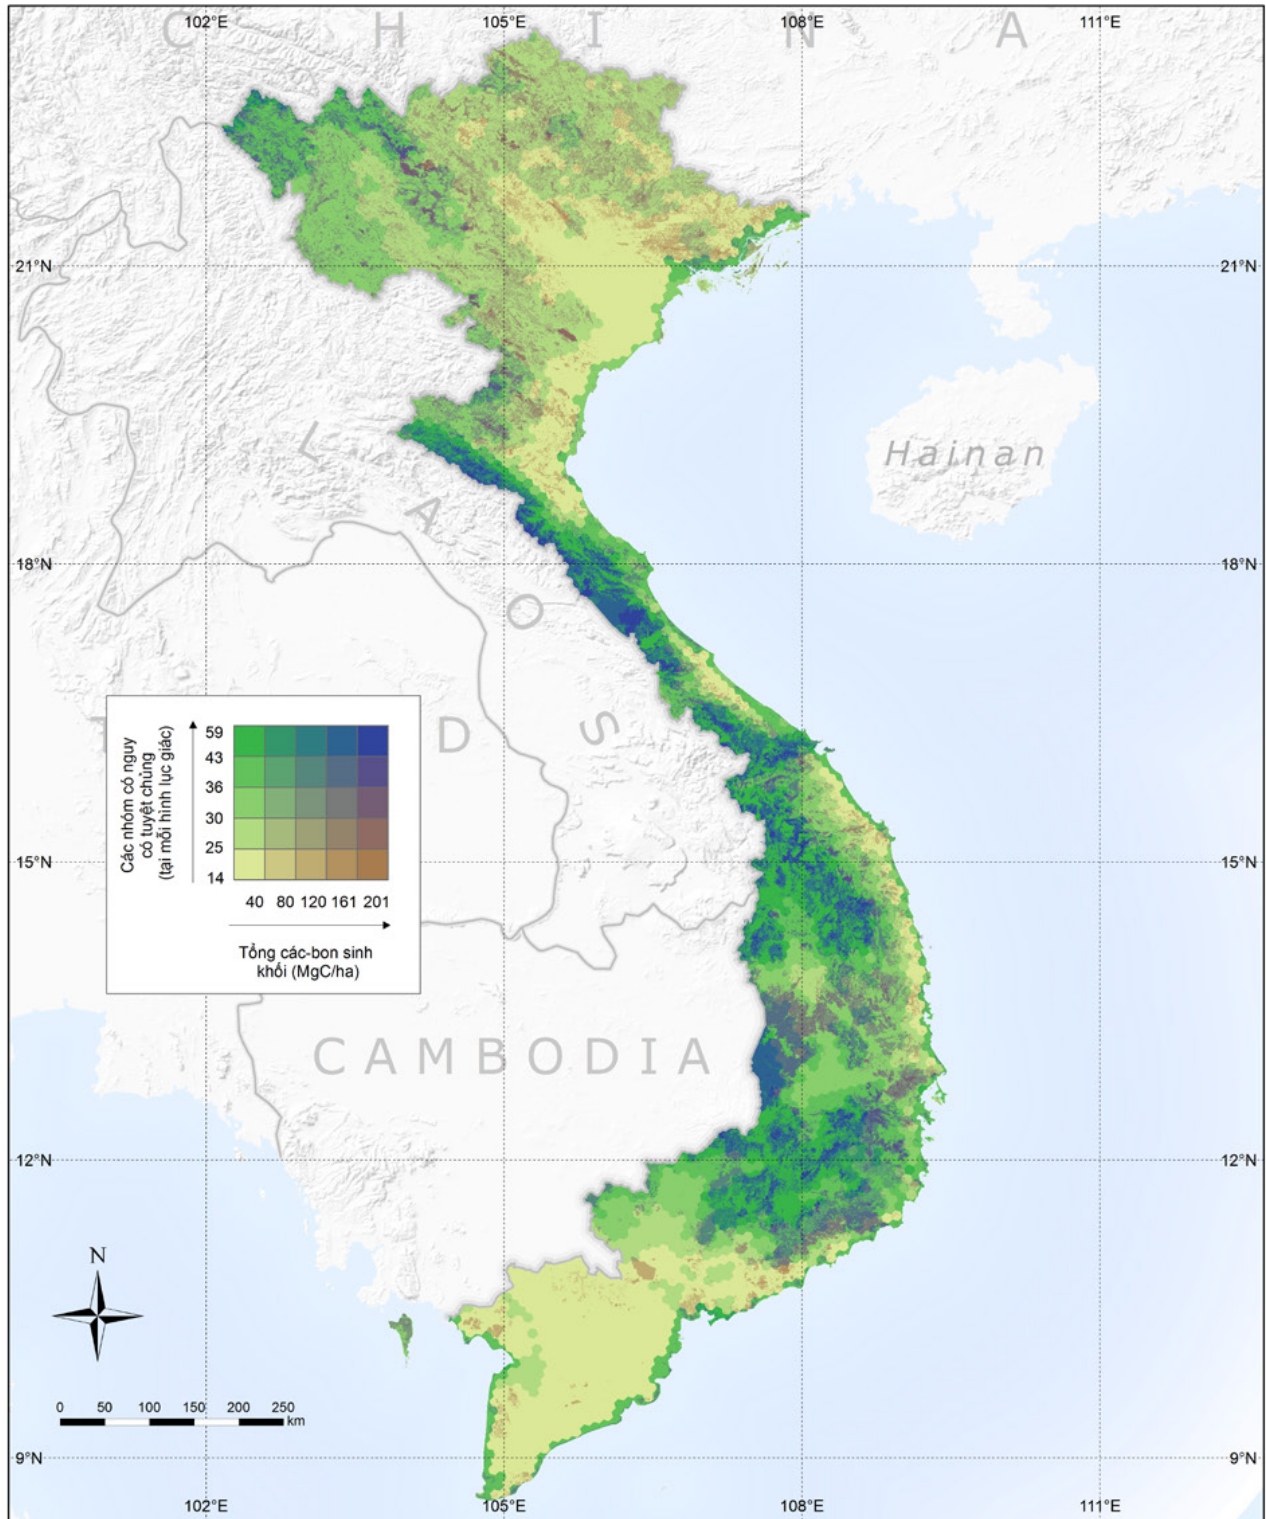 102°E 105°E 108°E 111°E
C H I N A
21°N 21°N
Hainan
L A O S
18°N 18°N
T D
Các nhóm có nguy
có tuyệt chủng
(tại mỗi hình lục giác)
59
43
36
30
25
14
40 80 120 161 201
Tổng các-bon sinh
khối (MgC/ha)
15°N 15°N
CAMBODIA
12°N 12°N
N
0 50 100 150 200 250
km
9°N 9°N
102°E 105°E 108°E 111°E